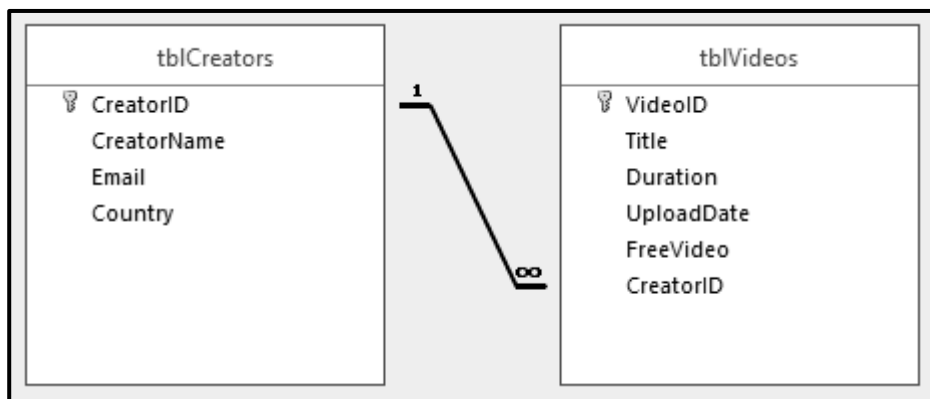 tblCreators
CreatorID
CreatorName
Email
Country
1
∞
tblVideos
VideoID
Title
Duration
UploadDate
FreeVideo
CreatorID